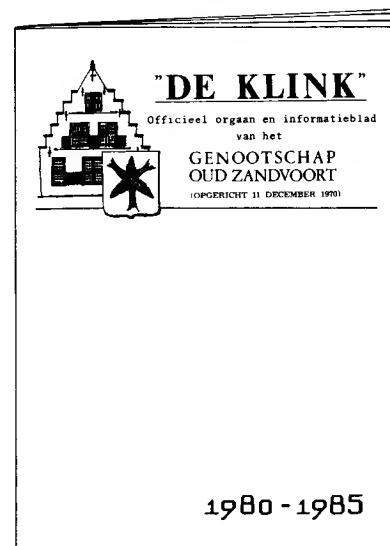 "DE KLINK"
Officieel orgaan en informatieblad
van het
GENOOTSCHAP
OUD ZANDVOORT
(OPGERICHT 11 DECEMBER 1970)
1980-1985